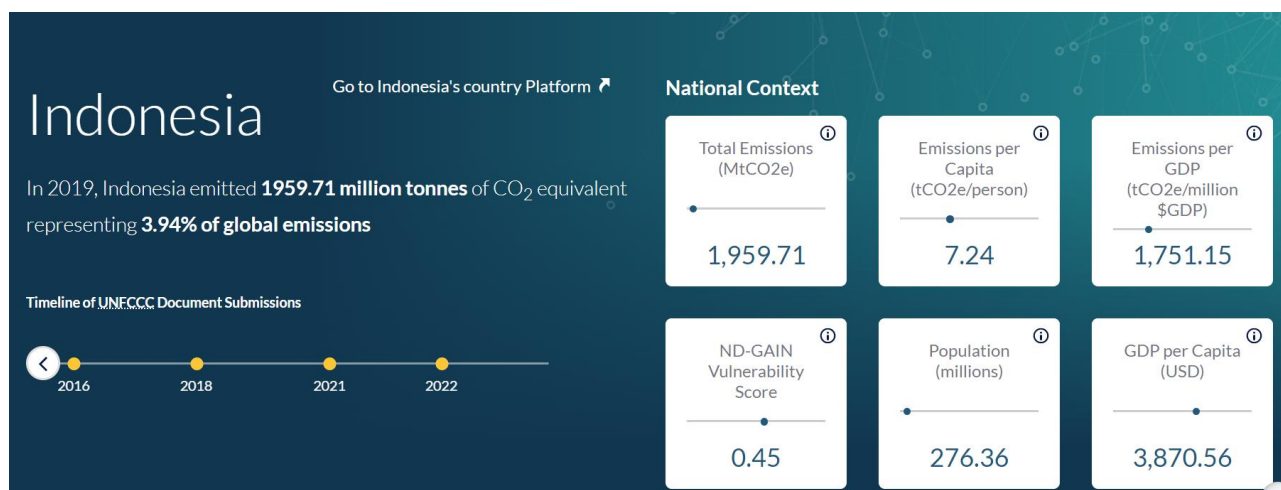 Go to Indonesia's country Platform
Indonesia
In 2019, Indonesia emitted 1959.71 million tonnes of CO2 equivalent
representing 3.94% of global emissions
Timeline of UNFCCC Document Submissions
2016
2018
2021
2022
National Context
Total Emissions
(MtCO2e)
1,959.71
Emissions per
Capita
(tCO2e/person)
7.24
Emissions per
GDP
(tCO2e/million
$GDP)
1,751.15
ND-GAIN
Vulnerability
Score
0.45
Population
(millions)
276.36
GDP per Capita
(USD)
3,870.56